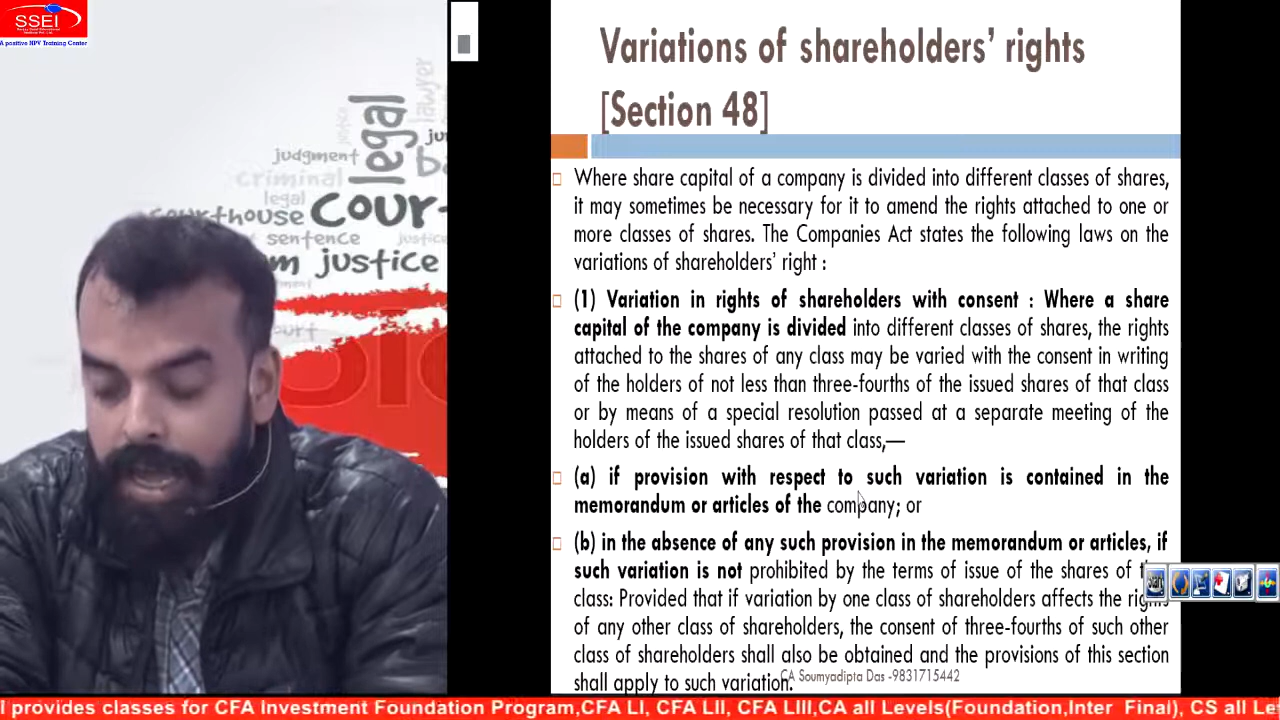 SSEI
A positive HPV Training Center
lawyer
legal
judgment
criminal
legal
courthouse
sentence
justice
justice
Variations of shareholders’ rights
[Section 48]
Where share capital of a company is divided into different classes of shares,
it may sometimes be necessary for it to amend the rights attached to one or
more classes of shares. The Companies Act states the following laws on the
variations of shareholders’ right :
(1) Variation in rights of shareholders with consent : Where a share
capital of the company is divided into different classes of shares, the rights
attached to the shares of any class may be varied with the consent in writing
of the holders of not less than three-fourths of the issued shares of that class
or by means of a special resolution passed at a separate meeting of the
holders of the issued shares of that class,—
(a) if provision with respect to such variation is contained in the
memorandum or articles of the company; or
(b) in the absence of any such provision in the memorandum or articles, if
such variation is not prohibited by the terms of issue of the shares of
class: Provided that if variation by one class of shareholders affects the rights
of any other class of shareholders, the consent of three-fourths of such other
class of shareholders shall also be obtained and the provisions of this section
shall apply to such variation.
CA Soumyadipta Das -9831715442
Start
I provides classes for CFA Investment Foundation Program,CFA LI, CFA LII, CFA LIII,CA all Levels(Foundation,Inter Final), CS all Le